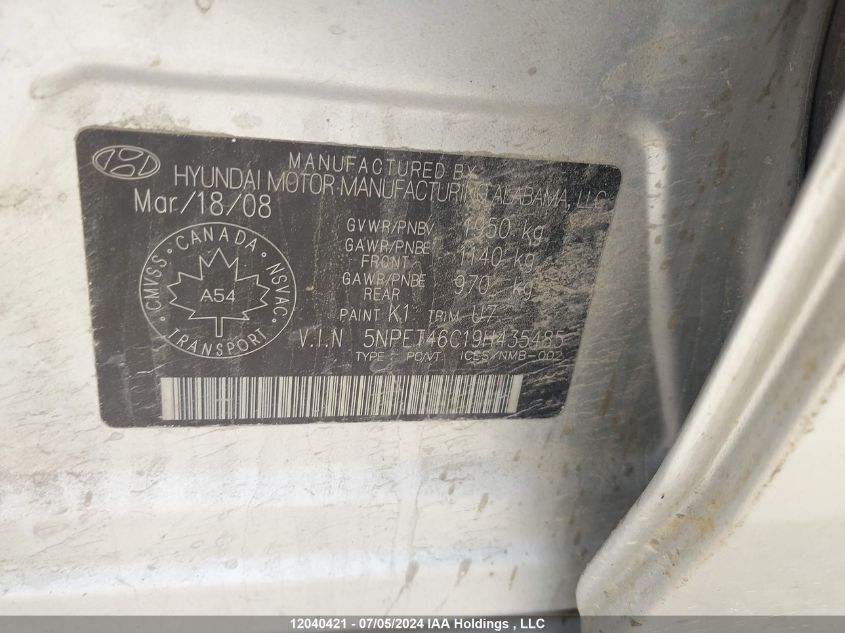 MANUFACTURED BY
HYUNDAI MOTOR MANUFACTURING ALABAMA, LLC
Mar/18/08
GVWR/PNBV 1950 kg
GAWR/PNBE FRONT 1140 kg
GAWR/PNBE REAR 970 kg
PAINT K1 TRIM U7
V.I.N 5NPET46C19H435485
TYPE : PC/VT. ICES/NMB-002
CANADA
CMVSS · NSVAC
A54
TRANSPORT
12040421 - 07/05/2024 IAA Holdings , LLC